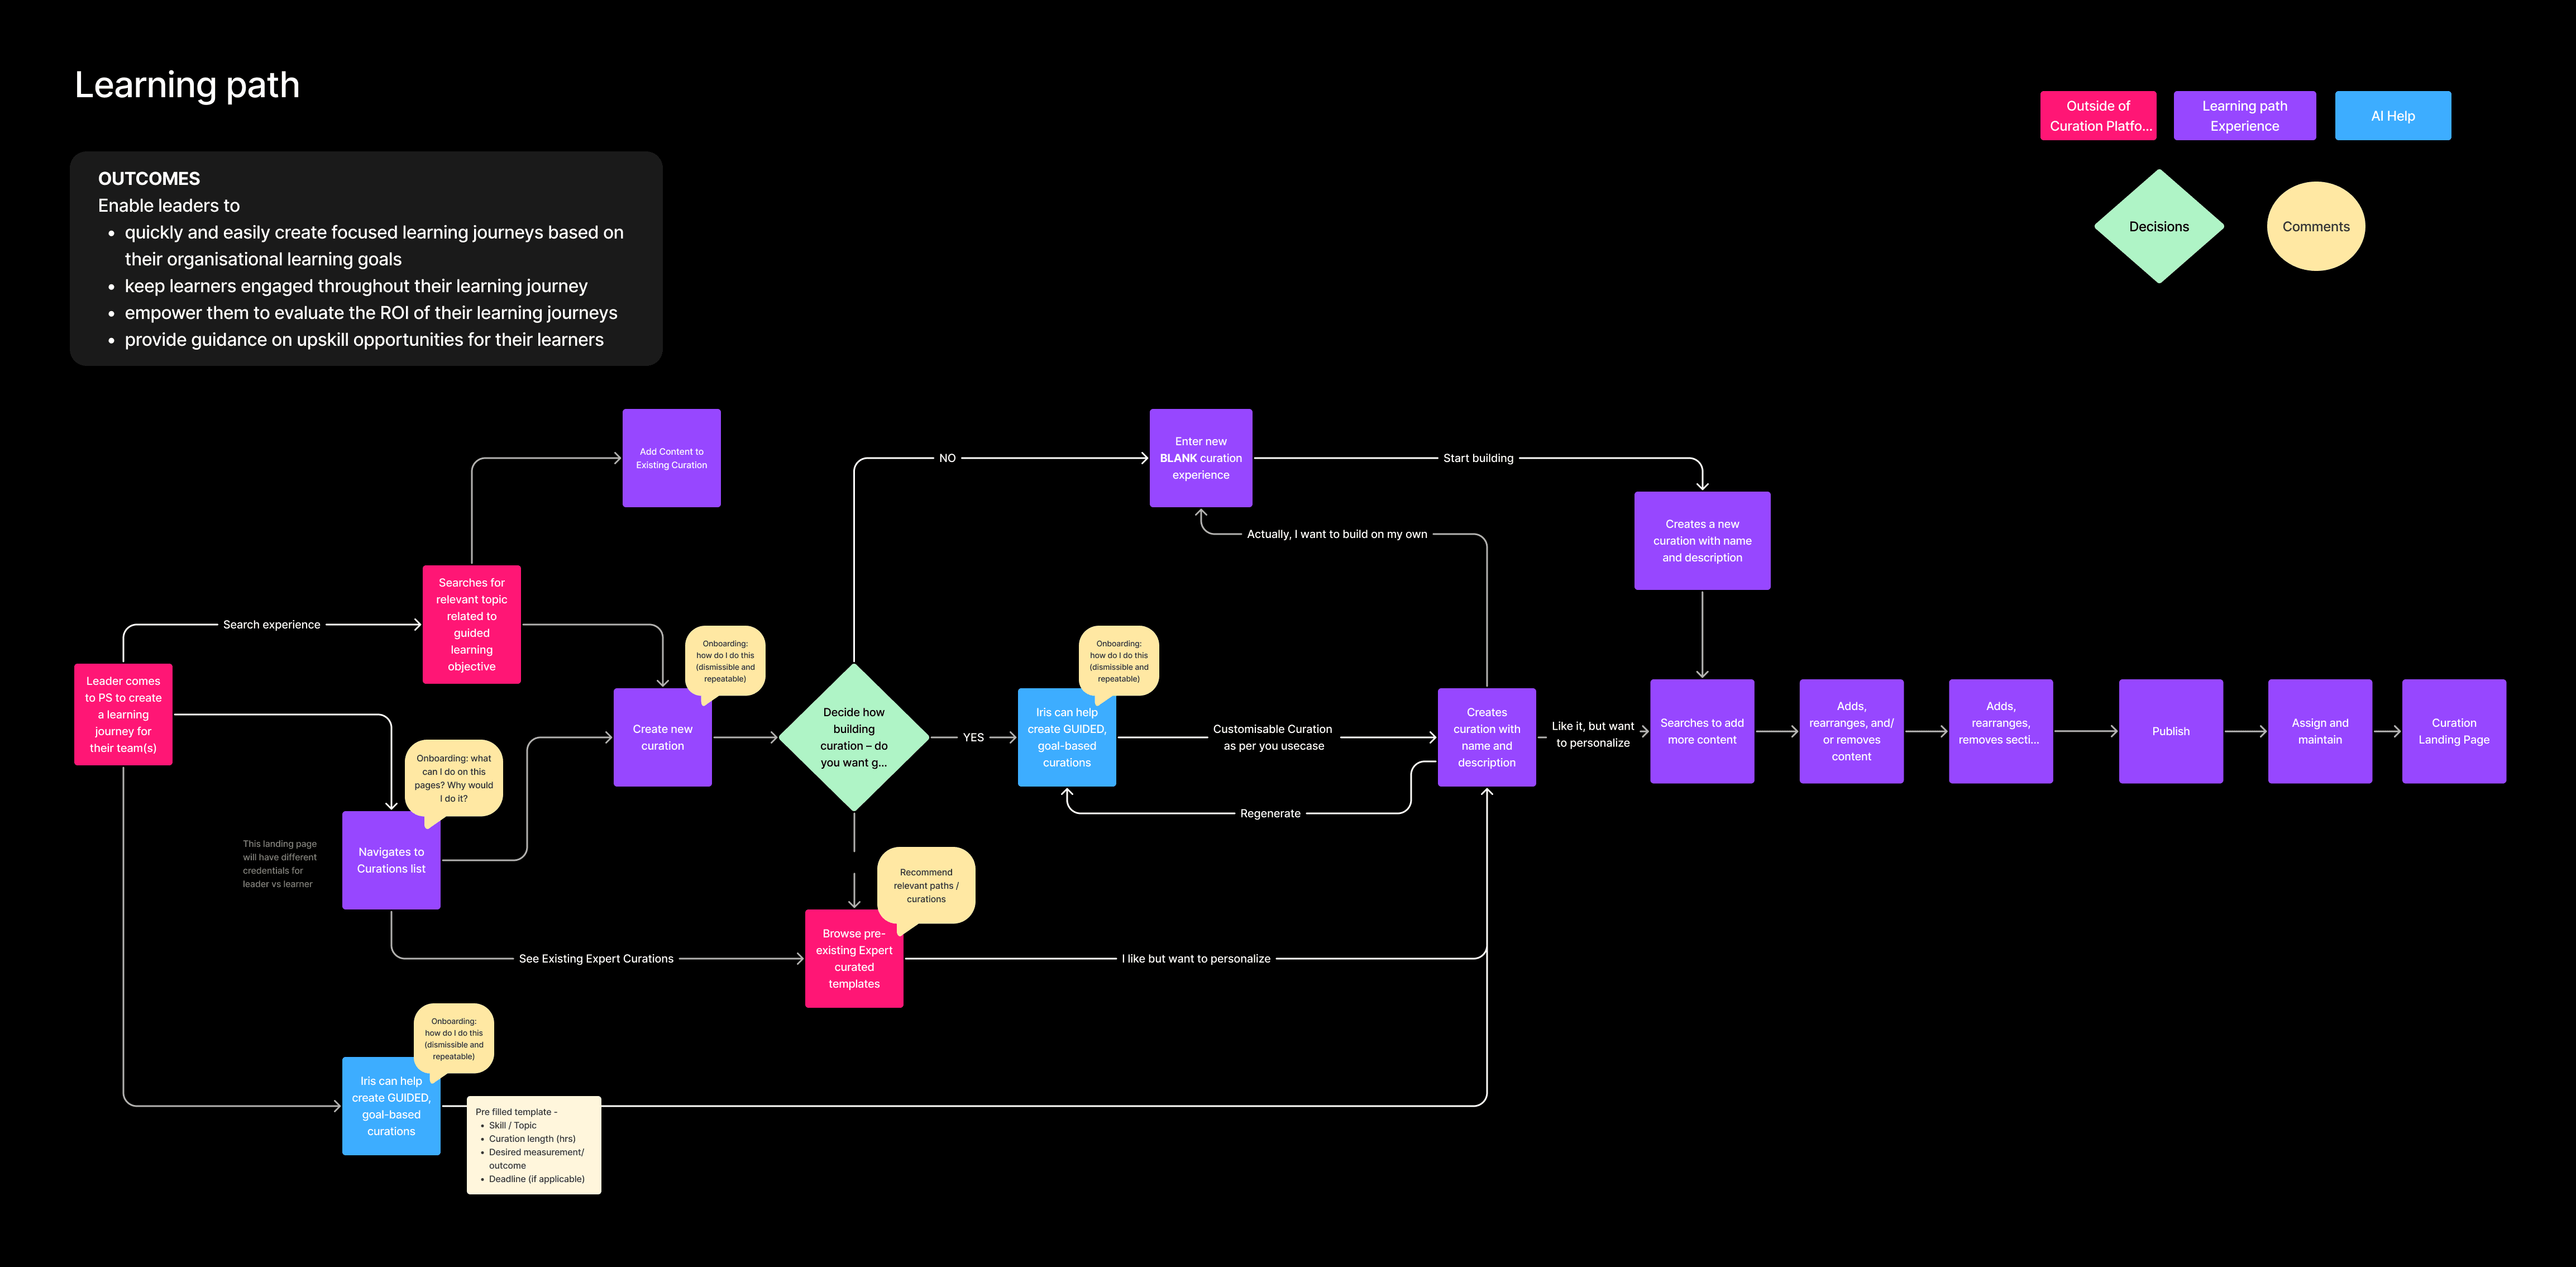 Learning path
Outside of
Curation Platfo...
Learning path
Experience
AI Help
Decisions
Comments
OUTCOMES
Enable leaders to
• quickly and easily create focused learning journeys based on
their organisational learning goals
• keep learners engaged throughout their learning journey
• empower them to evaluate the ROI of their learning journeys
• provide guidance on upskill opportunities for their learners
Add Content to
Existing Curation
NO
Enter new
BLANK curation
experience
Start building
Creates a new
curation with name
and description
Actually, I want to build on my own
Searches for
relevant topic
related to
guided
learning
objective
Search experience
Leader comes
to PS to create
a learning
journey for
their team(s)
Onboarding:
how do I do this
(dismissible and
repeatable)
Create new
curation
Decide how
building
curation – do
you want g...
YES
Onboarding:
how do I do this
(dismissible and
repeatable)
Iris can help
create GUIDED,
goal-based
curations
Customisable Curation
as per you usecase
Creates
curation with
name and
description
Like it, but want
to personalize
Searches to add
more content
Adds,
rearranges, and/
or removes
content
Adds,
rearranges,
removes secti...
Publish
Assign and
maintain
Curation
Landing Page
Regenerate
Onboarding: what
can I do on this
pages? Why would
I do it?
Navigates to
Curations list
This landing page
will have different
credentials for
leader vs learner
See Existing Expert Curations
Recommend
relevant paths /
curations
Browse pre-
existing Expert
curated
templates
I like but want to personalize
Onboarding:
how do I do this
(dismissible and
repeatable)
Iris can help
create GUIDED,
goal-based
curations
Pre filled template -
• Skill / Topic
• Curation length (hrs)
• Desired measurement/
outcome
• Deadline (if applicable)